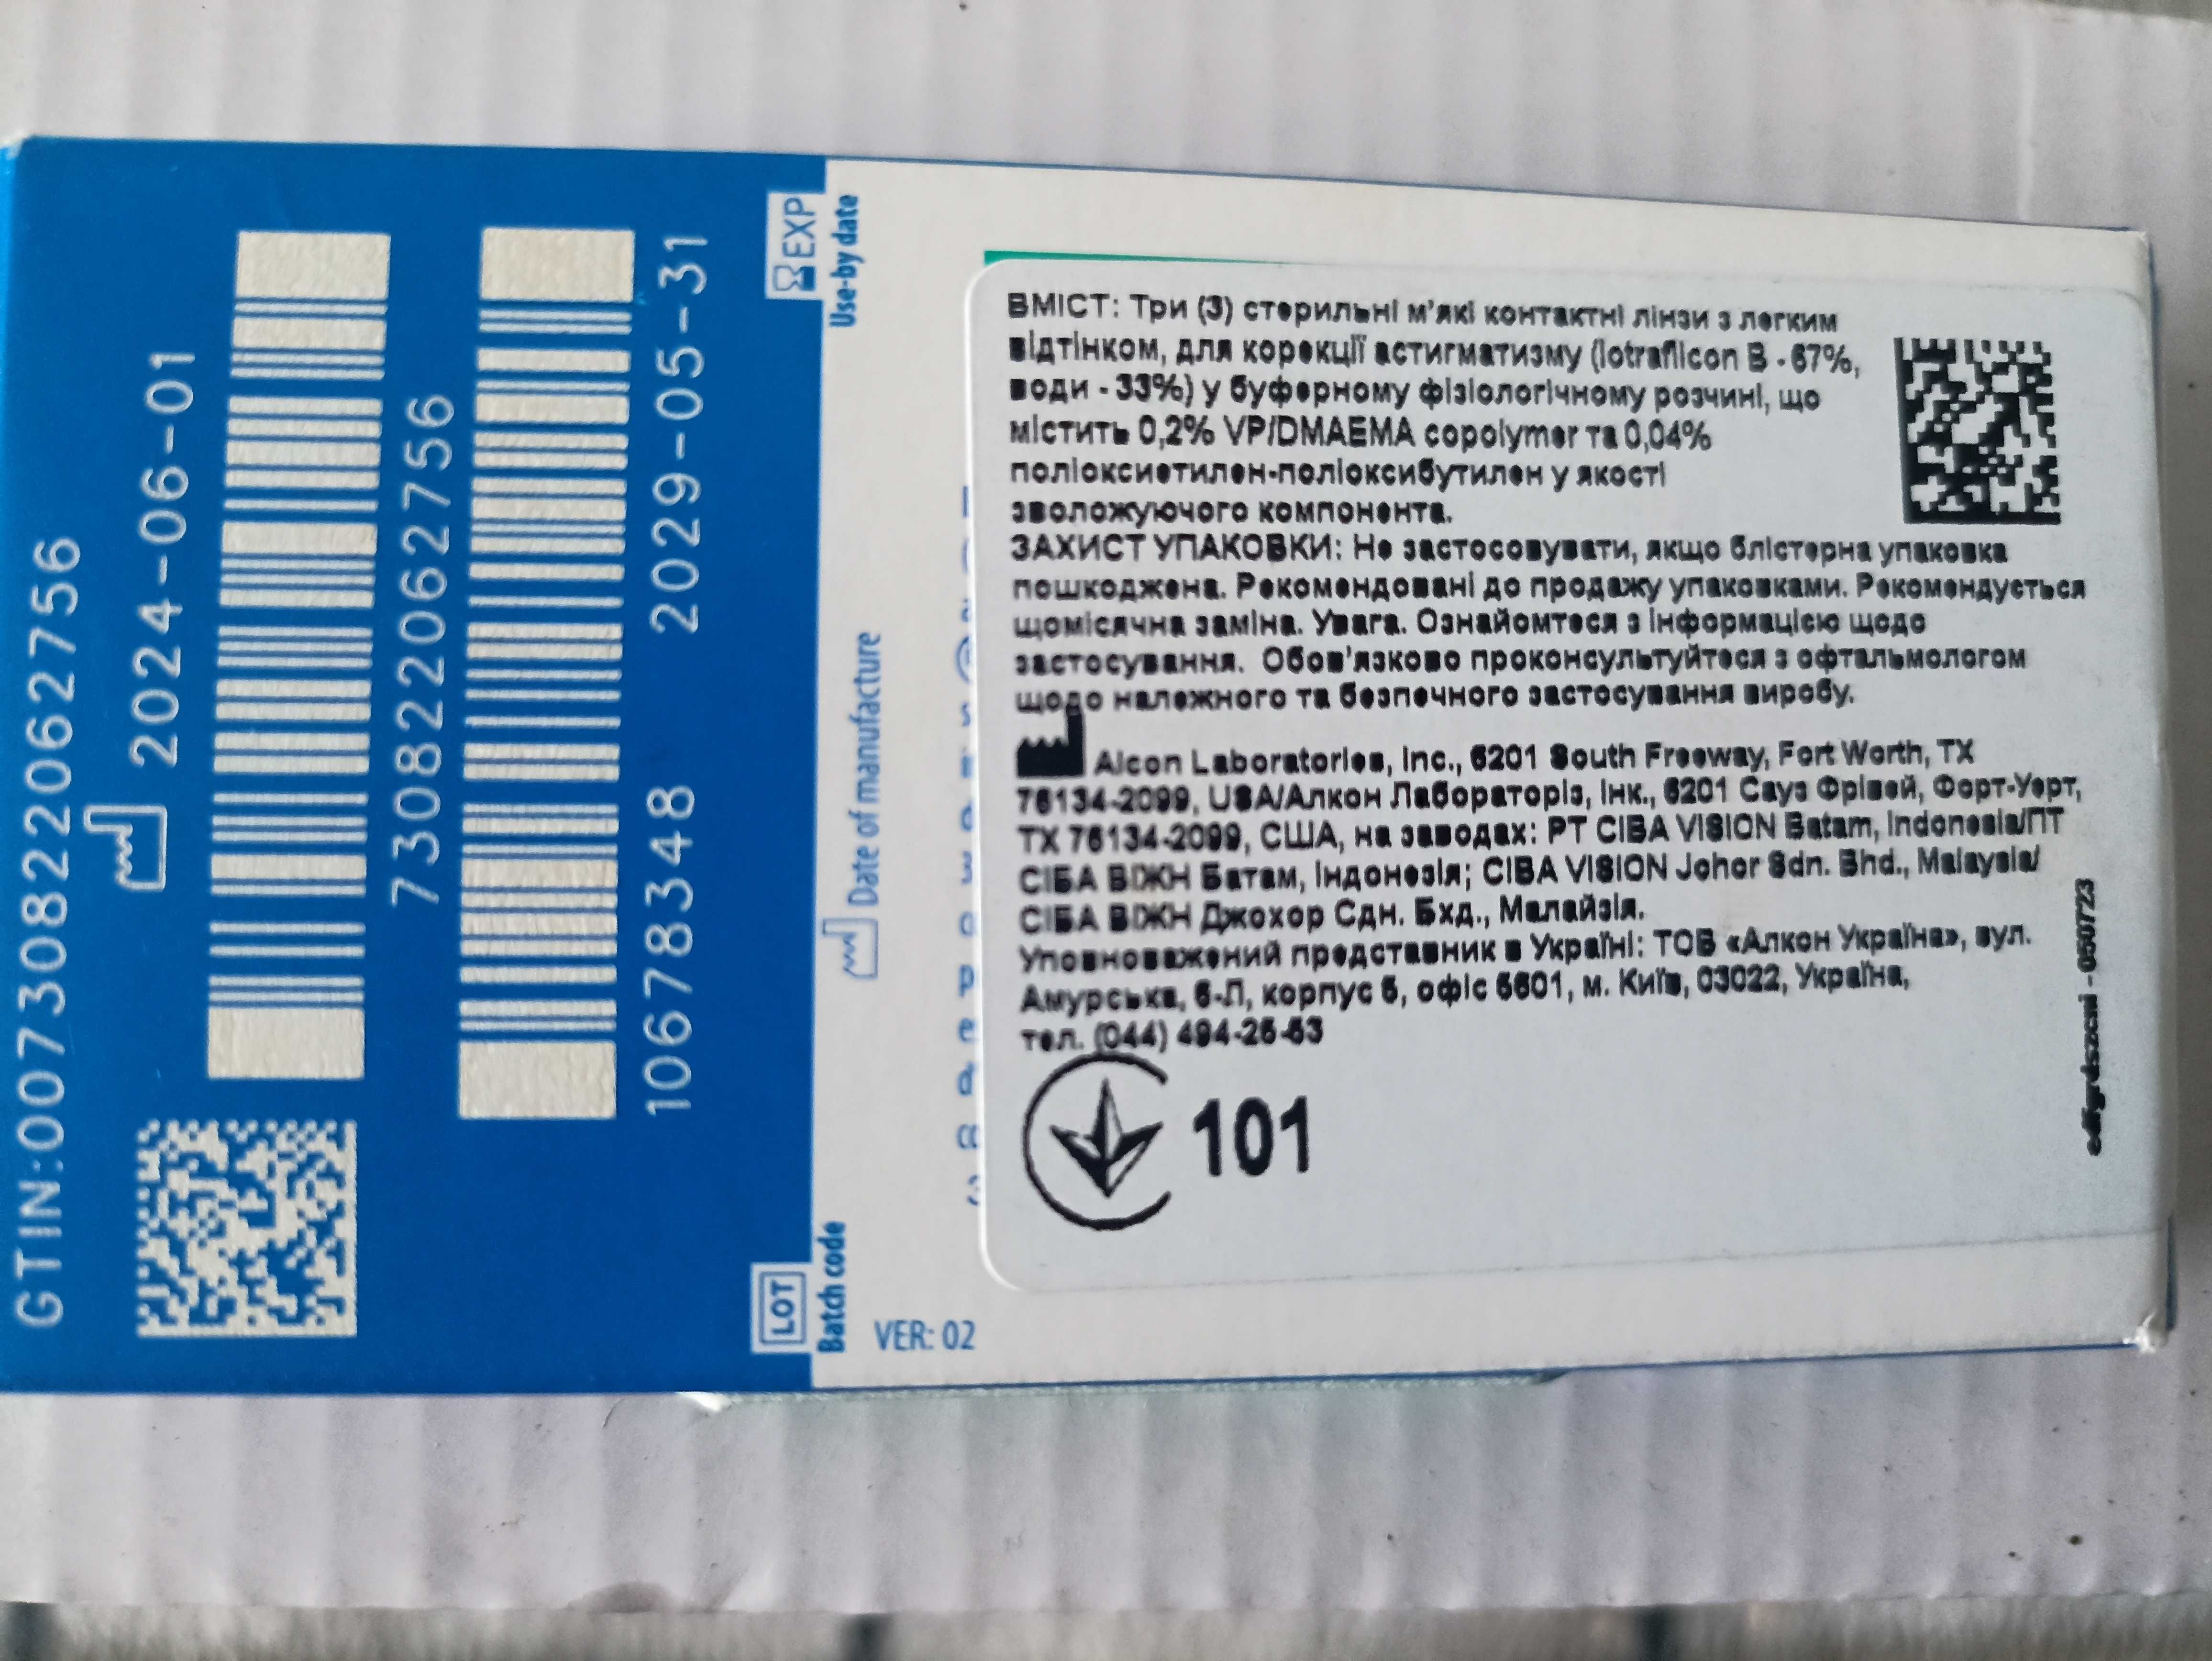 GTIN:00730822062756
2024-06-01
730822062756
10678348 2029-05-31
EXP
Use-by date
Date of manufacture
LOT
Batch code
VER: 02
ВМІСТ: Три (3) стерильні м'які контактні лінзи з легким
відтінком, для корекції астигматизму (lotrafilcon B - 67%,
води - 33%) у буферному фізіологічному розчині, що
містить 0,2% VP/DMAEMA copolymer та 0,04%
поліоксиетилен-поліоксибутилен у якості
зволожуючого компонента.
ЗАХИСТ УПАКОВКИ: Не застосовувати, якщо блістерна упаковка
пошкоджена. Рекомендовані до продажу упаковками. Рекомендується
щомісячна заміна. Увага. Ознайомтеся з інформацією щодо
застосування. Обов'язково проконсультуйтеся з офтальмологом
щодо належного та безпечного застосування виробу.
Alcon Laboratories, Inc., 6201 South Freeway, Fort Worth, TX
76134-2099, USA/Алкон Лабораторіз, Інк., 6201 Сауз Фрівей, Форт-Уерт,
TX 76134-2099, США, на заводах: PT CIBA VISION Batam, Indonesia/ПТ
СІБА ВІЖН Батам, Індонезія; CIBA VISION Johor Sdn. Bhd., Malaysia/
СІБА ВІЖН Джохор Сдн. Бхд., Малайзія.
Уповноважений представник в Україні: ТОВ «Алкон Україна», вул.
Амурська, 6-Л, корпус 6, офіс 6601, м. Київ, 03022, Україна,
тел. (044) 494-25-53
101